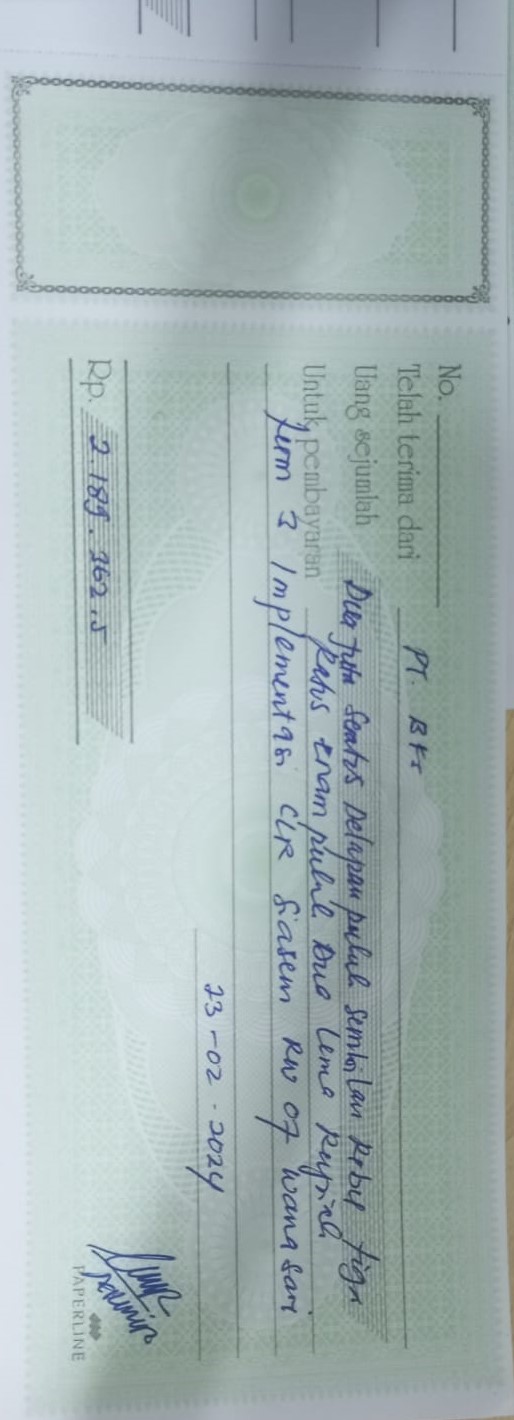 No.
Telah terima dari PT. BFI
Uang sejumlah Dua juta Seratus Delapan puluh Sembilan Ribu tiga
Untuk pembayaran Ratus enam puluh Dua Lima Rupiah
term 3 Implementasi CLR Siasem RW 07 Wanasari
23-02-2024
Rp. 2.189.362,5
PAPERLINE